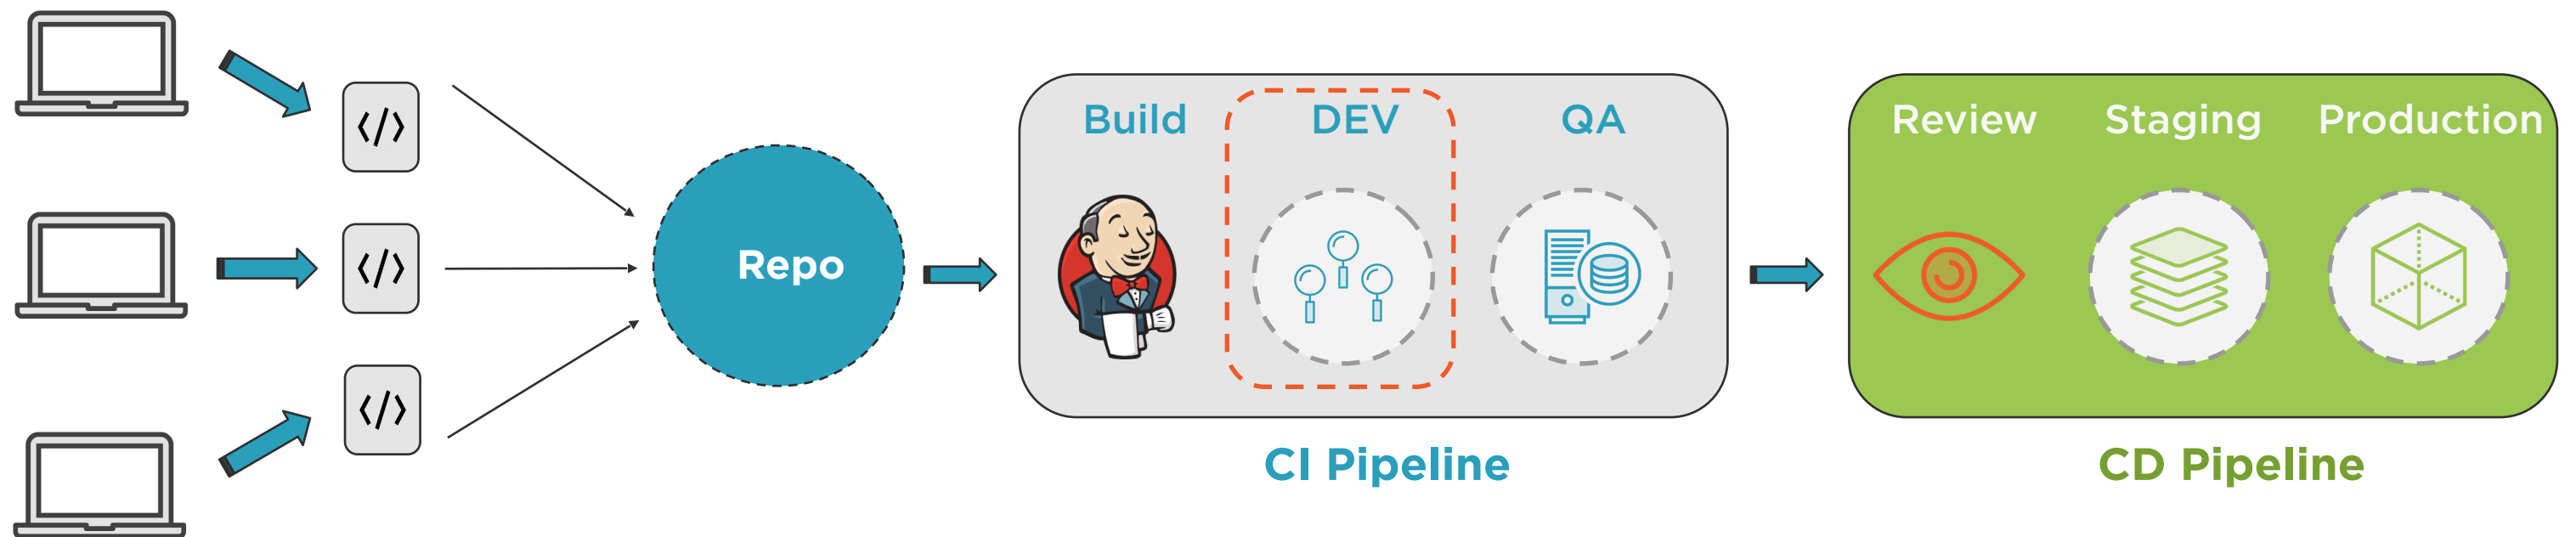 </>
</>
</>
Repo
Build DEV QA
CI Pipeline
Review Staging Production
CD Pipeline